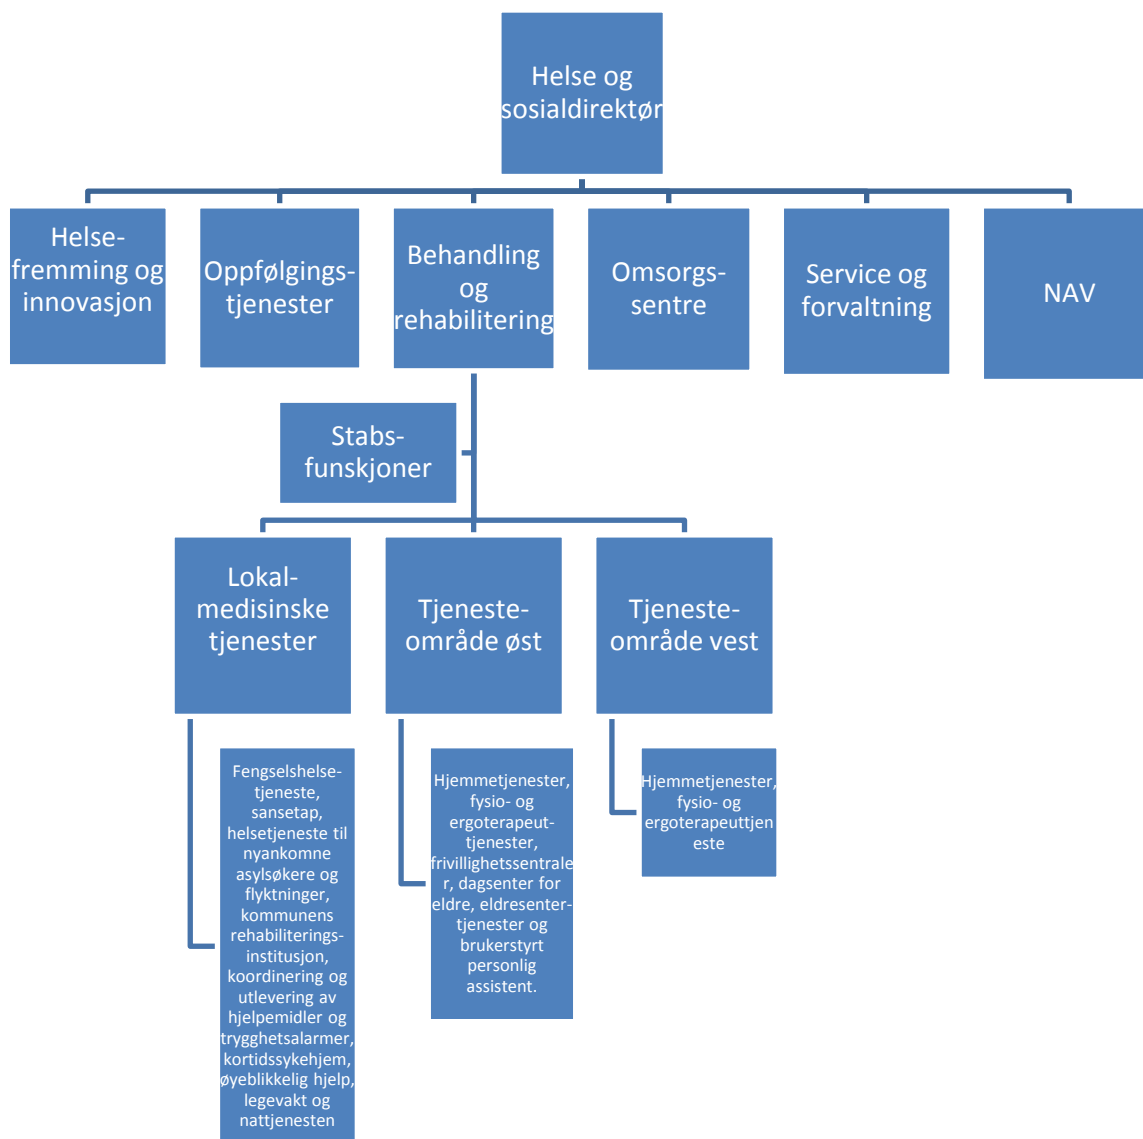 Helse og
sosialdirektør
Helse-
fremming og
innovasjon
Oppfølgings-
tjenester
Behandling
og
rehabilitering
Omsorgs-
sentre
Service og
forvaltning
NAV
Stabs-
funskjoner
Lokal-
medisinske
tjenester
Tjeneste-
område øst
Tjeneste-
område vest
Fengselshelse-
tjeneste,
sansetap,
helsetjeneste til
nyankomne
asylsøkere og
flyktninger,
kommunens
rehabiliterings-
institusjon,
koordinering og
utlevering av
hjelpemidler og
trygghetsalarmer,
kortidssykehjem,
øyeblikkelig hjelp,
legevakt og
nattjenesten
Hjemmetjenester,
fysio- og
ergoterapeut-
tjenester,
frivillighetssentrale
r, dagsenter for
eldre, eldresenter-
tjenester og
brukerstyrt
personlig
assistent.
Hjemmetjenester,
fysio- og
ergoterapeuttjen
este